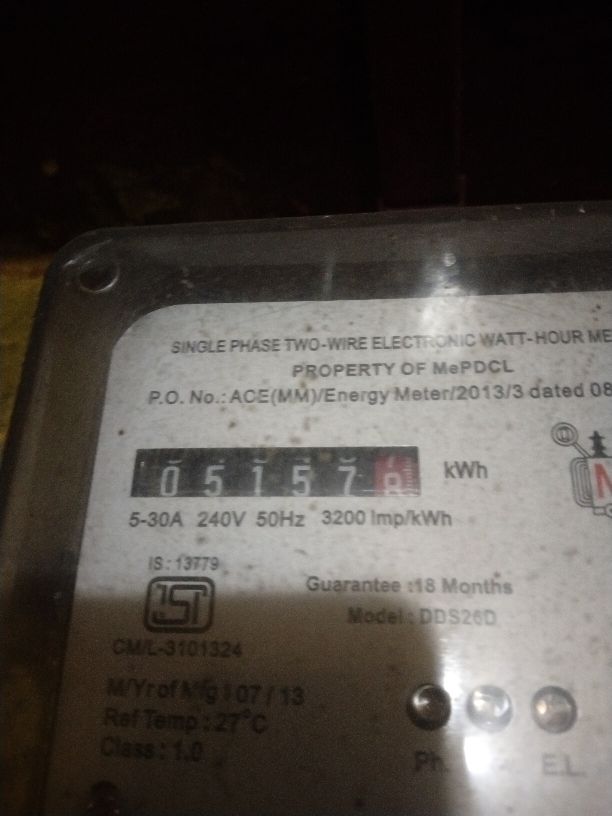 SINGLE PHASE TWO-WIRE ELECTRONIC WATT-HOUR ME
PROPERTY OF MePDCL
P.O. No.: ACE(MM)/Energy Meter/2013/3 dated 08
05157 kWh
5-30A 240V 50Hz 3200 Imp/kWh
IS : 13779
Guarantee :18 Months
ISI
Model : DDS26D
CM/L-3101324
M/Yr of Mfg : 07 / 13
Ref Temp : 27°C
Class : 1.0
Ph. E.L.